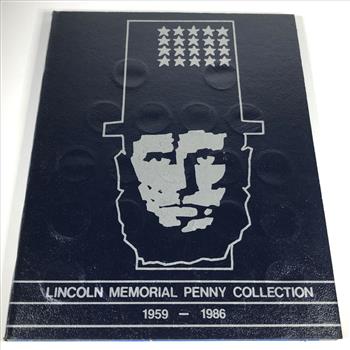 LINCOLN MEMORIAL PENNY COLLECTION
1959 — 1986